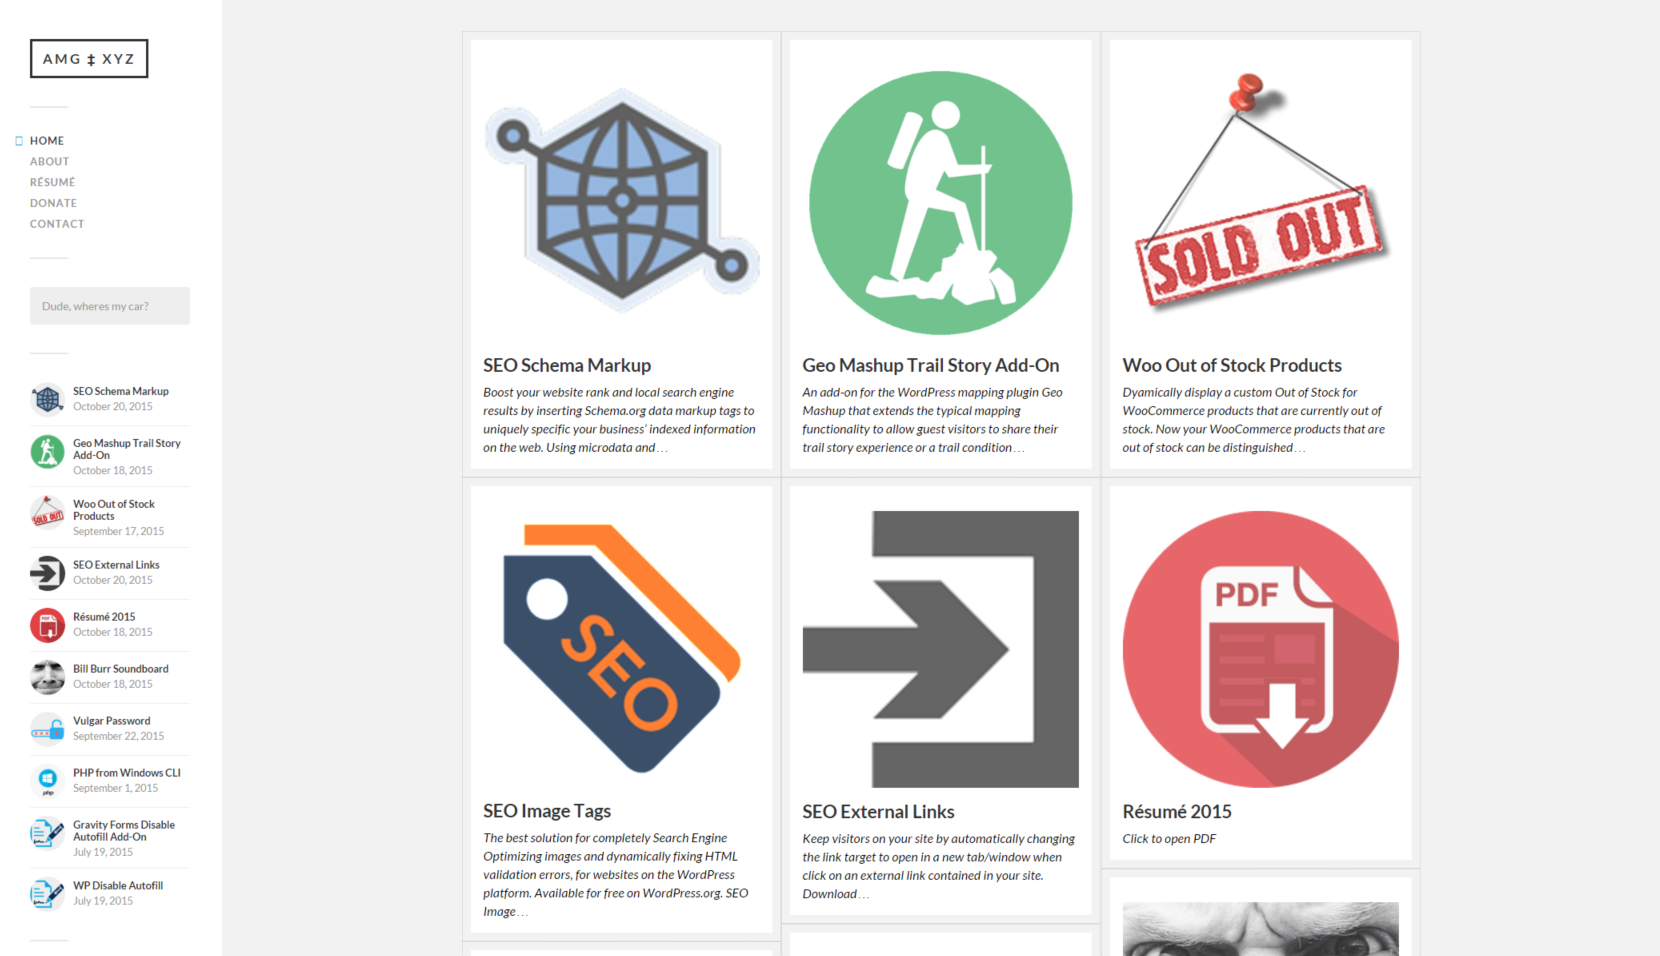 AMG ‡ XYZ
HOME
ABOUT
RÉSUMÉ
DONATE
CONTACT
Dude, wheres my car?
SEO Schema Markup
October 20, 2015
Geo Mashup Trail Story
Add-On
October 18, 2015
SOLD OUT
Woo Out of Stock
Products
September 17, 2015
SEO External Links
October 20, 2015
Résumé 2015
October 18, 2015
Bill Burr Soundboard
October 18, 2015
Vulgar Password
September 22, 2015
php
PHP from Windows CLI
September 1, 2015
Gravity Forms Disable
Autofill Add-On
July 19, 2015
WP Disable Autofill
July 19, 2015
SEO Schema Markup
Boost your website rank and local search engine
results by inserting Schema.org data markup tags to
uniquely specific your business’ indexed information
on the web. Using microdata and . . .
Geo Mashup Trail Story Add-On
An add-on for the WordPress mapping plugin Geo
Mashup that extends the typical mapping
functionality to allow guest visitors to share their
trail story experience or a trail condition . . .
SOLD OUT
Woo Out of Stock Products
Dyamically display a custom Out of Stock for
WooCommerce products that are currently out of
stock. Now your WooCommerce products that are
out of stock can be distinguished . . .
SEO
SEO Image Tags
The best solution for completely Search Engine
Optimizing images and dynamically fixing HTML
validation errors, for websites on the WordPress
platform. Available for free on WordPress.org. SEO
Image . . .
SEO External Links
Keep visitors on your site by automatically changing
the link target to open in a new tab/window when
click on an external link contained in your site.
Download . . .
PDF
Résumé 2015
Click to open PDF